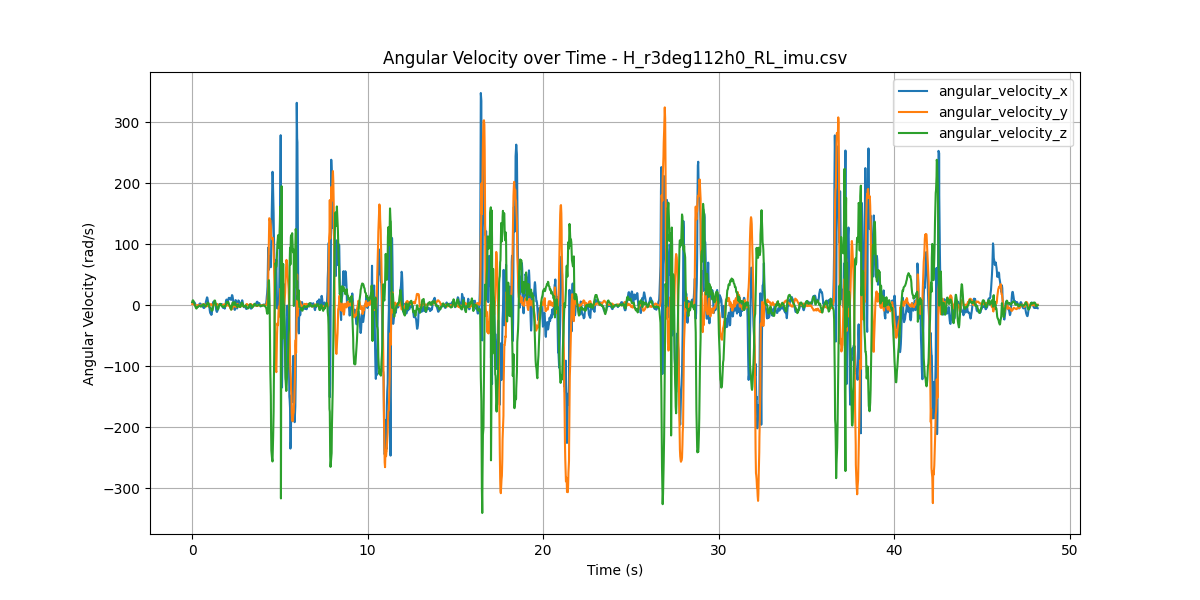 Angular Velocity over Time - H_r3deg112h0_RL_imu.csv
angular_velocity_x
angular_velocity_y
angular_velocity_z
Angular Velocity (rad/s)
300
200
100
0
−100
−200
−300
0 10 20 30 40 50
Time (s)